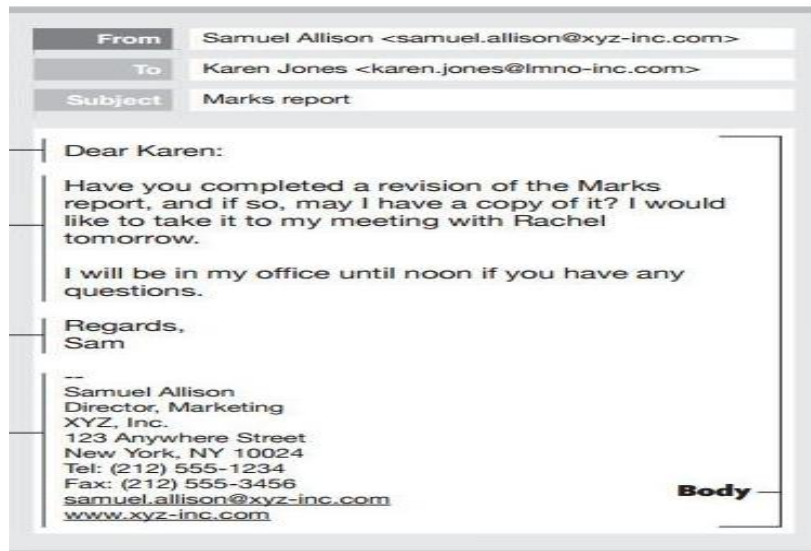 From Samuel Allison <samuel.allison@xyz-inc.com>
To Karen Jones <karen.jones@lmno-inc.com>
Subject Marks report
Dear Karen:
Have you completed a revision of the Marks
report, and if so, may I have a copy of it? I would
like to take it to my meeting with Rachel
tomorrow.
I will be in my office until noon if you have any
questions.
Regards,
Sam
--
Samuel Allison
Director, Marketing
XYZ, Inc.
123 Anywhere Street
New York, NY 10024
Tel: (212) 555-1234
Fax: (212) 555-3456
samuel.allison@xyz-inc.com
www.xyz-inc.com
Body